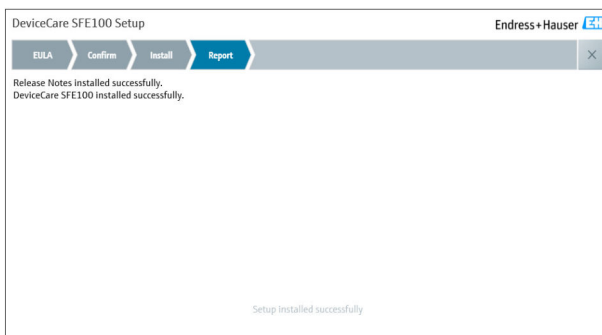 DeviceCare SFE100 Setup
Endress+Hauser EH
EULA
Confirm
Install
Report
Release Notes installed successfully.
DeviceCare SFE100 installed successfully.
Setup installed successfully